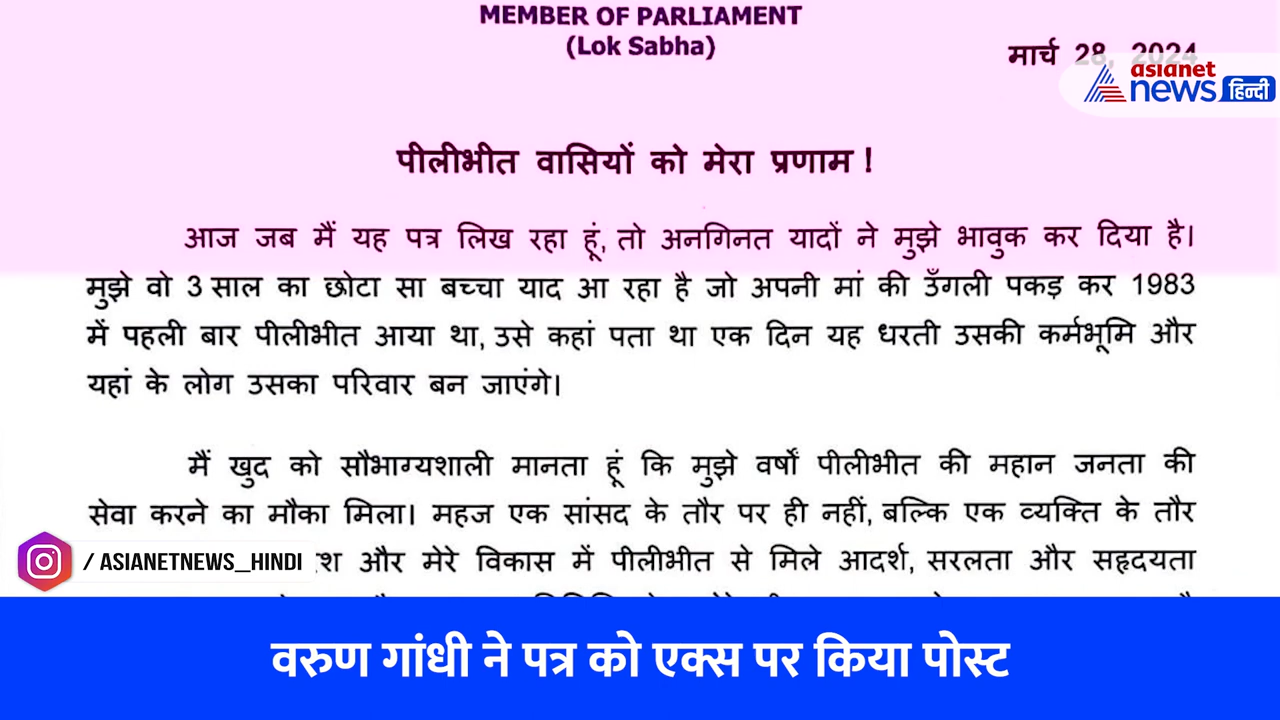 MEMBER OF PARLIAMENT
(Lok Sabha)
मार्च 28, 2024
asianet
news हिन्दी
पीलीभीत वासियों को मेरा प्रणाम !
आज जब मैं यह पत्र लिख रहा हूं, तो अनगिनत यादों ने मुझे भावुक कर दिया है।
मुझे वो 3 साल का छोटा सा बच्चा याद आ रहा है जो अपनी मां की उँगली पकड़ कर 1983
में पहली बार पीलीभीत आया था, उसे कहां पता था एक दिन यह धरती उसकी कर्मभूमि और
यहां के लोग उसका परिवार बन जाएंगे।
मैं खुद को सौभाग्यशाली मानता हूं कि मुझे वर्षों पीलीभीत की महान जनता की
सेवा करने का मौका मिला। महज एक सांसद के तौर पर ही नहीं, बल्कि एक व्यक्ति के तौर
और मेरे विकास में पीलीभीत से मिले आदर्श, सरलता और सहृदयता
/ ASIANETNEWS_HINDI
वरुण गांधी ने पत्र को एक्स पर किया पोस्ट